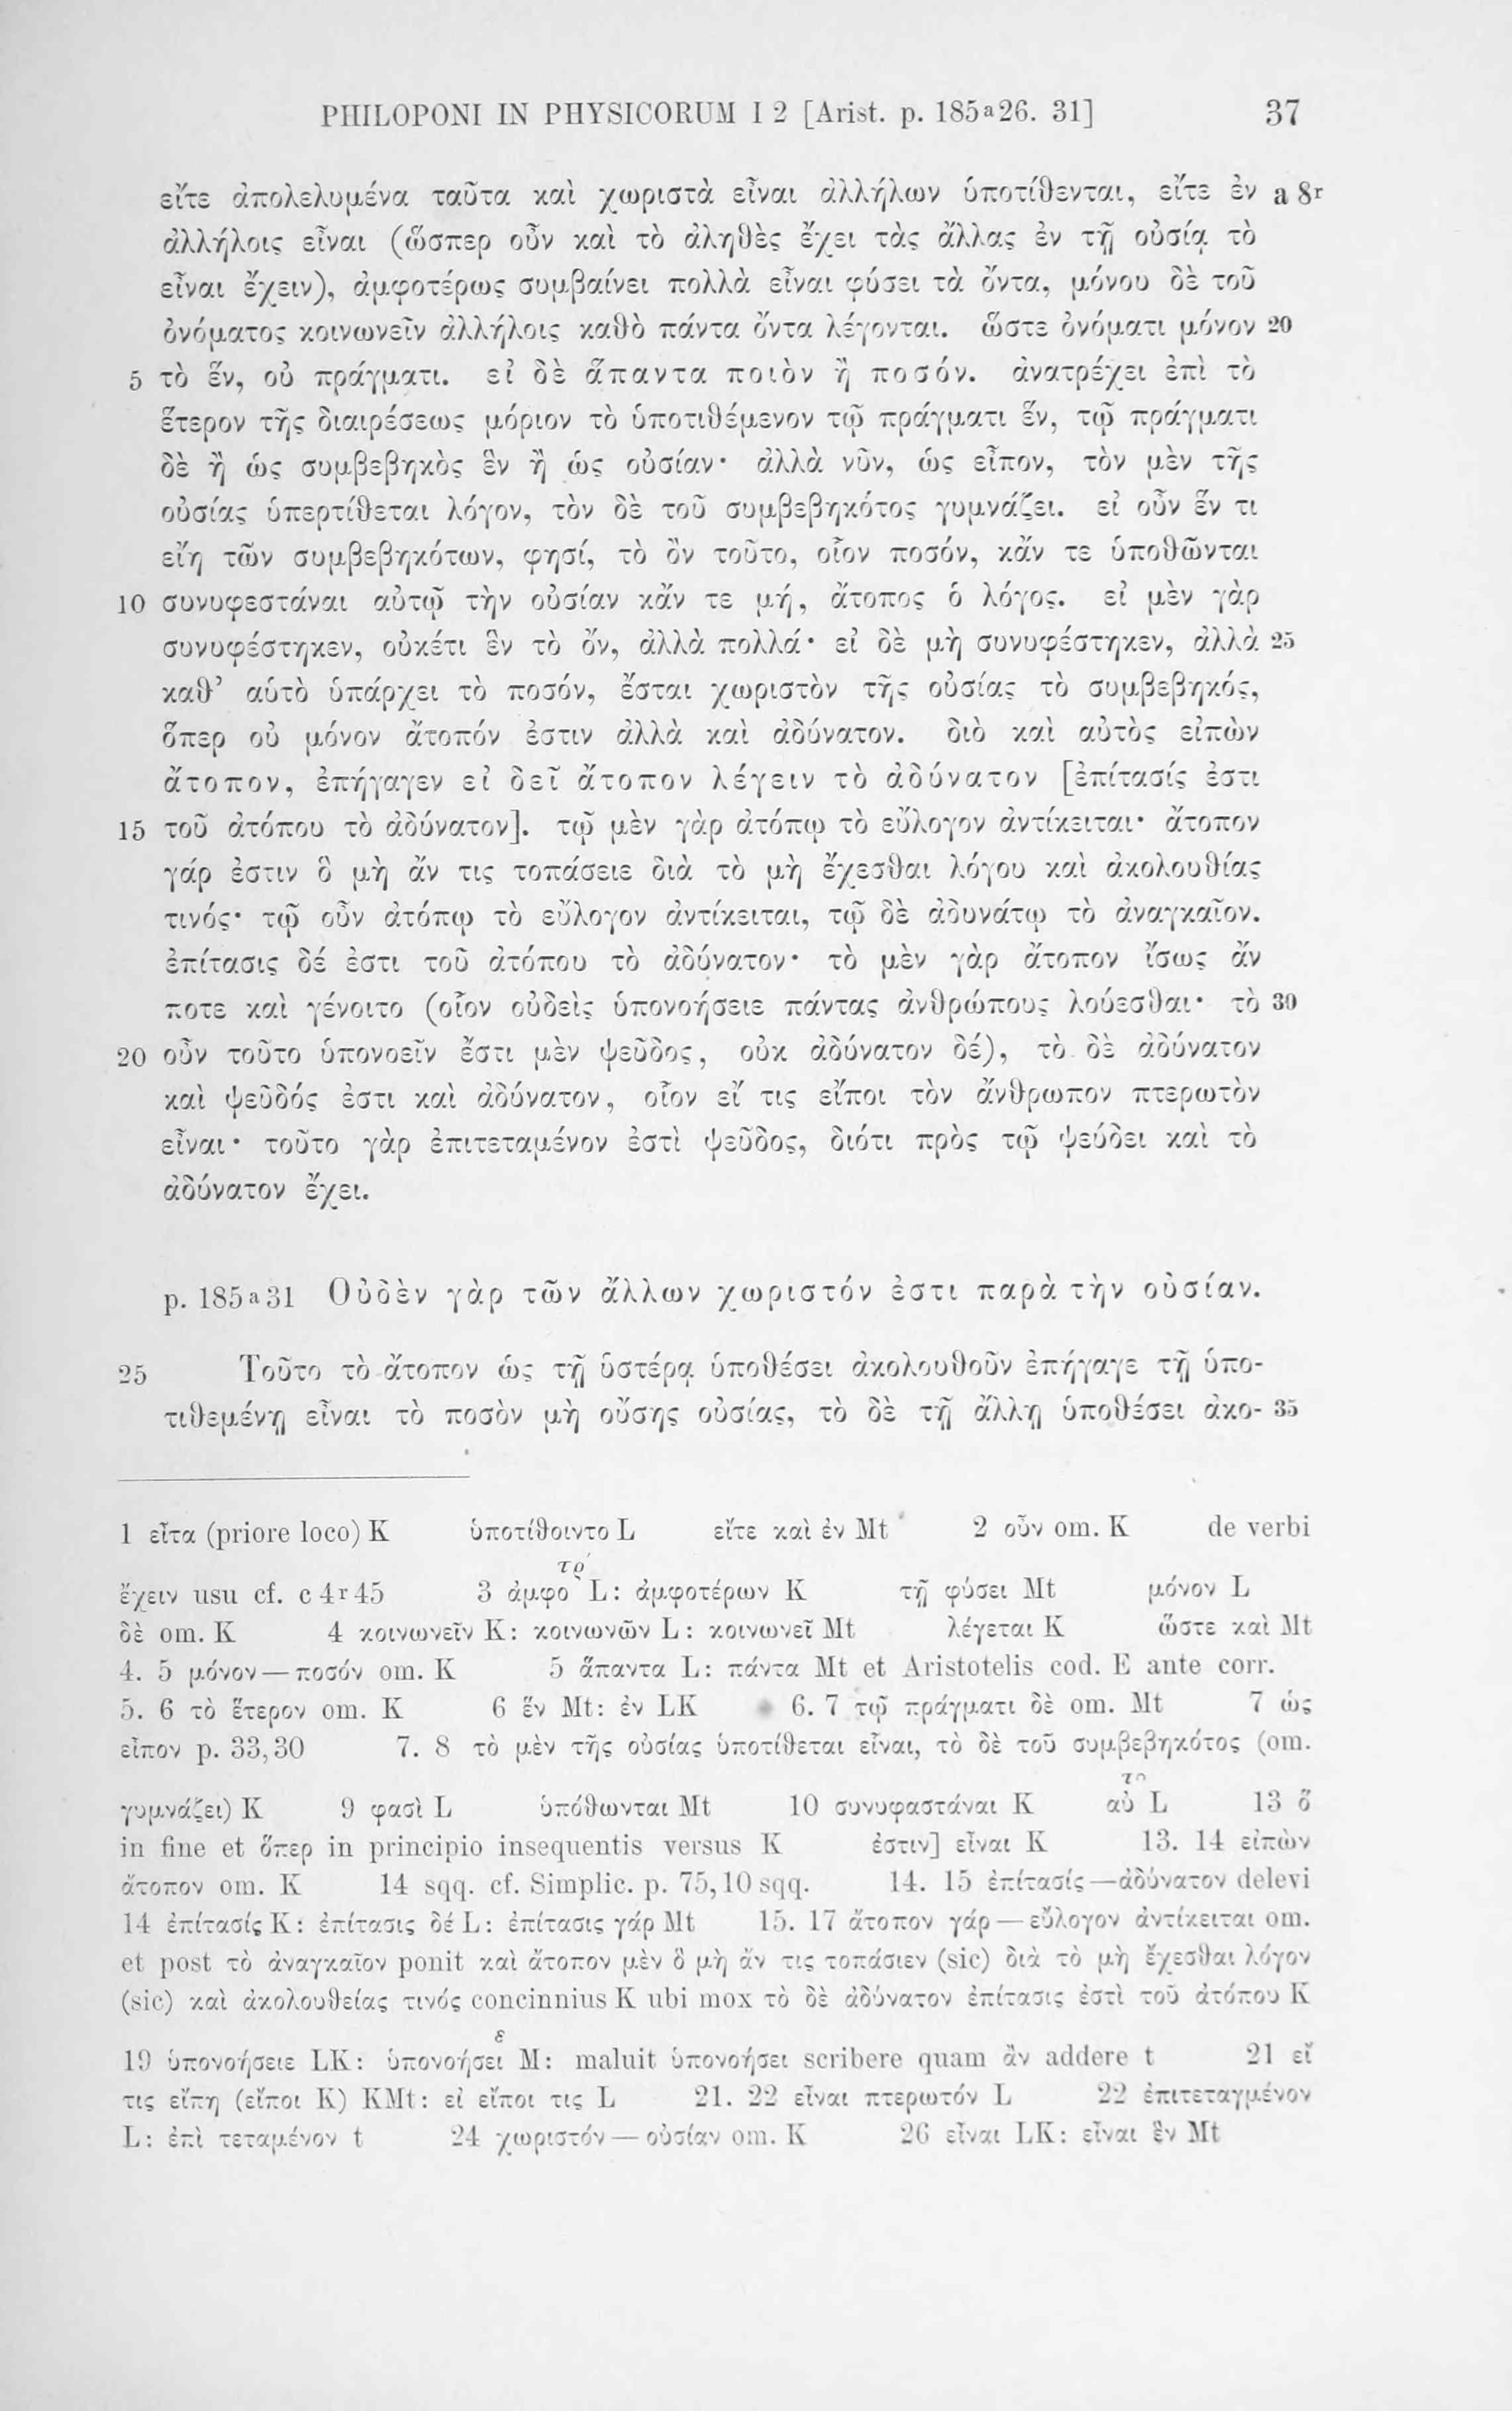 PHILOPONI IN PHYSICORUM I 2 [Arist. p. 185a26. 31] 37
εἴτε ἀπολελυμένα ταῦτα καὶ χωριστὰ εἶναι ἀλλήλων ὑποτίθενται, εἴτε ἐν a 8r
ἀλλήλοις εἶναι (ὥσπερ οὖν καὶ τὸ ἀληθὲς ἔχει τὰς ἄλλας ἐν τῇ οὐσίᾳ τὸ
εἶναι ἔχειν), ἀμφοτέρως συμβαίνει πολλὰ εἶναι φύσει τὰ ὄντα, μόνου δὲ τοῦ
ὀνόματος κοινωνεῖν ἀλλήλοις καθὸ πάντα ὄντα λέγονται. ὥστε ὀνόματι μόνον 20
5 τὸ ἕν, οὐ πράγματι. εἰ δὲ ἅπαντα ποιὸν ἢ ποσόν. ἀνατρέχει ἐπὶ τὸ
ἕτερον τῆς διαιρέσεως μόριον τὸ ὑποτιθέμενον τῷ πράγματι ἕν, τῷ πράγματι
δὲ ἢ ὡς συμβεβηκὸς ἓν ἢ ὡς οὐσίαν· ἀλλὰ νῦν, ὡς εἶπον, τὸν μὲν τῆς
οὐσίας ὑπερτίθεται λόγον, τὸν δὲ τοῦ συμβεβηκότος γυμνάζει. εἰ οὖν ἕν τι
εἴη τῶν συμβεβηκότων, φησί, τὸ ὂν τοῦτο, οἷον ποσόν, κἄν τε ὑποθῶνται
10 συνυφεστάναι αὐτῷ τὴν οὐσίαν κἄν τε μή, ἄτοπος ὁ λόγος. εἰ μὲν γὰρ
συνυφέστηκεν, οὐκέτι ἓν τὸ ὄν, ἀλλὰ πολλά· εἰ δὲ μὴ συνυφέστηκεν, ἀλλὰ 25
καθ’ αὑτὸ ὑπάρχει τὸ ποσόν, ἔσται χωριστὸν τῆς οὐσίας τὸ συμβεβηκός,
ὅπερ οὐ μόνον ἄτοπόν ἐστιν ἀλλὰ καὶ ἀδύνατον. διὸ καὶ αὐτὸς εἰπὼν
ἄτοπον, ἐπήγαγεν εἰ δεῖ ἄτοπον λέγειν τὸ ἀδύνατον [ἐπίτασίς ἐστι
15 τοῦ ἀτόπου τὸ ἀδύνατον]. τῷ μὲν γὰρ ἀτόπῳ τὸ εὔλογον ἀντίκειται· ἄτοπον
γάρ ἐστιν ὃ μὴ ἄν τις τοπάσειε διὰ τὸ μὴ ἔχεσθαι λόγου καὶ ἀκολουθίας
τινός· τῷ οὖν ἀτόπῳ τὸ εὔλογον ἀντίκειται, τῷ δὲ ἀδυνάτῳ τὸ ἀναγκαῖον.
ἐπίτασις δέ ἐστι τοῦ ἀτόπου τὸ ἀδύνατον· τὸ μὲν γὰρ ἄτοπον ἴσως ἄν
ποτε καὶ γένοιτο (οἷον οὐδεὶς ὑπονοήσειε πάντας ἀνθρώπους λούεσθαι· τὸ 30
20 οὖν τοῦτο ὑπονοεῖν ἔστι μὲν ψεῦδος, οὐκ ἀδύνατον δέ), τὸ δὲ ἀδύνατον
καὶ ψεῦδός ἐστι καὶ ἀδύνατον, οἷον εἴ τις εἴποι τὸν ἄνθρωπον πτερωτὸν
εἶναι· τοῦτο γὰρ ἐπιτεταμένον ἐστὶ ψεῦδος, διότι πρὸς τῷ ψεύδει καὶ τὸ
ἀδύνατον ἔχει.
p. 185a31 Οὐδὲν γὰρ τῶν ἄλλων χωριστόν ἐστι παρὰ τὴν οὐσίαν.
25 Τοῦτο τὸ ἄτοπον ὡς τῇ ὑστέρᾳ ὑποθέσει ἀκολουθοῦν ἐπήγαγε τῇ ὑπο-
τιθεμένῃ εἶναι τὸ ποσὸν μὴ οὔσης οὐσίας, τὸ δὲ τῇ ἄλλῃ ὑποθέσει ἀκο- 35
1 εἶτα (priore loco) K ὑποτίθοιντο L εἴτε καὶ ἐν Mt 2 οὖν om. K de verbi
ἔχειν usu cf. c 4r45 3 ἀμφοτρ́ L: ἀμφοτέρων K τῇ φύσει Mt μόνον L
δὲ om. K 4 κοινωνεῖν K: κοινωνῶν L: κοινωνεῖ Mt λέγεται K ὥστε καὶ Mt
4. 5 μόνον—ποσόν om. K 5 ἅπαντα L: πάντα Mt et Aristotelis cod. E ante corr.
5. 6 τὸ ἕτερον om. K 6 ἕν Mt: ἐν LK 6. 7 τῷ πράγματι δὲ om. Mt 7 ὡς
εἶπον p. 33,30 7. 8 τὸ μὲν τῆς οὐσίας ὑποτίθεται εἶναι, τὸ δὲ τοῦ συμβεβηκότος (om.
γυμνάζει) K 9 φασὶ L ὑπόθωνται Mt 10 συνυφαστάναι K αὐτο L 13 ὅ
in fine et ὅπερ in principio insequentis versus K ἐστιν] εἶναι K 13. 14 εἰπὼν
ἄτοπον om. K 14 sqq. cf. Simplic. p. 75,10 sqq. 14. 15 ἐπίτασίς—ἀδύνατον delevi
14 ἐπίτασίς K: ἐπίτασις δέ L: ἐπίτασις γάρ Mt 15. 17 ἄτοπον γάρ—εὔλογον ἀντίκειται om.
et post τὸ ἀναγκαῖον ponit καὶ ἄτοπον μὲν ὃ μὴ ἄν τις τοπάσιεν (sic) διὰ τὸ μὴ ἔχεσθαι λόγον
(sic) καὶ ἀκολουθείας τινός concinnius K ubi mox τὸ δὲ ἀδύνατον ἐπίτασις ἐστὶ τοῦ ἀτόπου K
19 ὑπονοήσειε LK: ὑπονοήσειε M: maluit ὑπονοήσει scribere quam ἂν addere t 21 εἴ
τις εἴπη (εἴποι K) KMt: εἰ εἴποι τις L 21. 22 εἶναι πτερωτόν L 22 ἐπιτεταγμένον
L: ἐπὶ τεταμένον t 24 χωριστόν—οὐσίαν om. K 26 εἶναι LK: εἶναι ἓν Mt